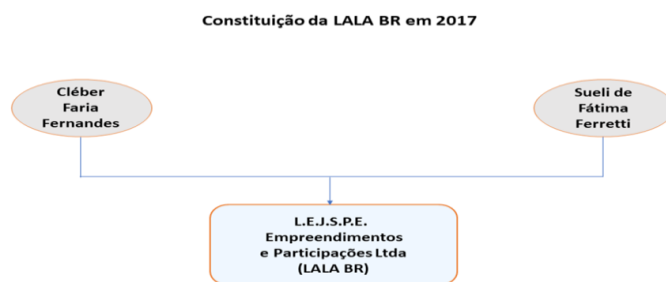 Constituição da LALA BR em 2017
Cléber
Faria
Fernandes
Sueli de
Fátima
Ferretti
L.E.J.S.P.E.
Empreendimentos
e Participações Ltda
(LALA BR)